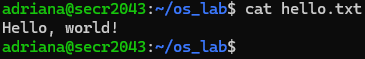 adriana@secr2043:~/os_lab$ cat hello.txt
Hello, world!
adriana@secr2043:~/os_lab$